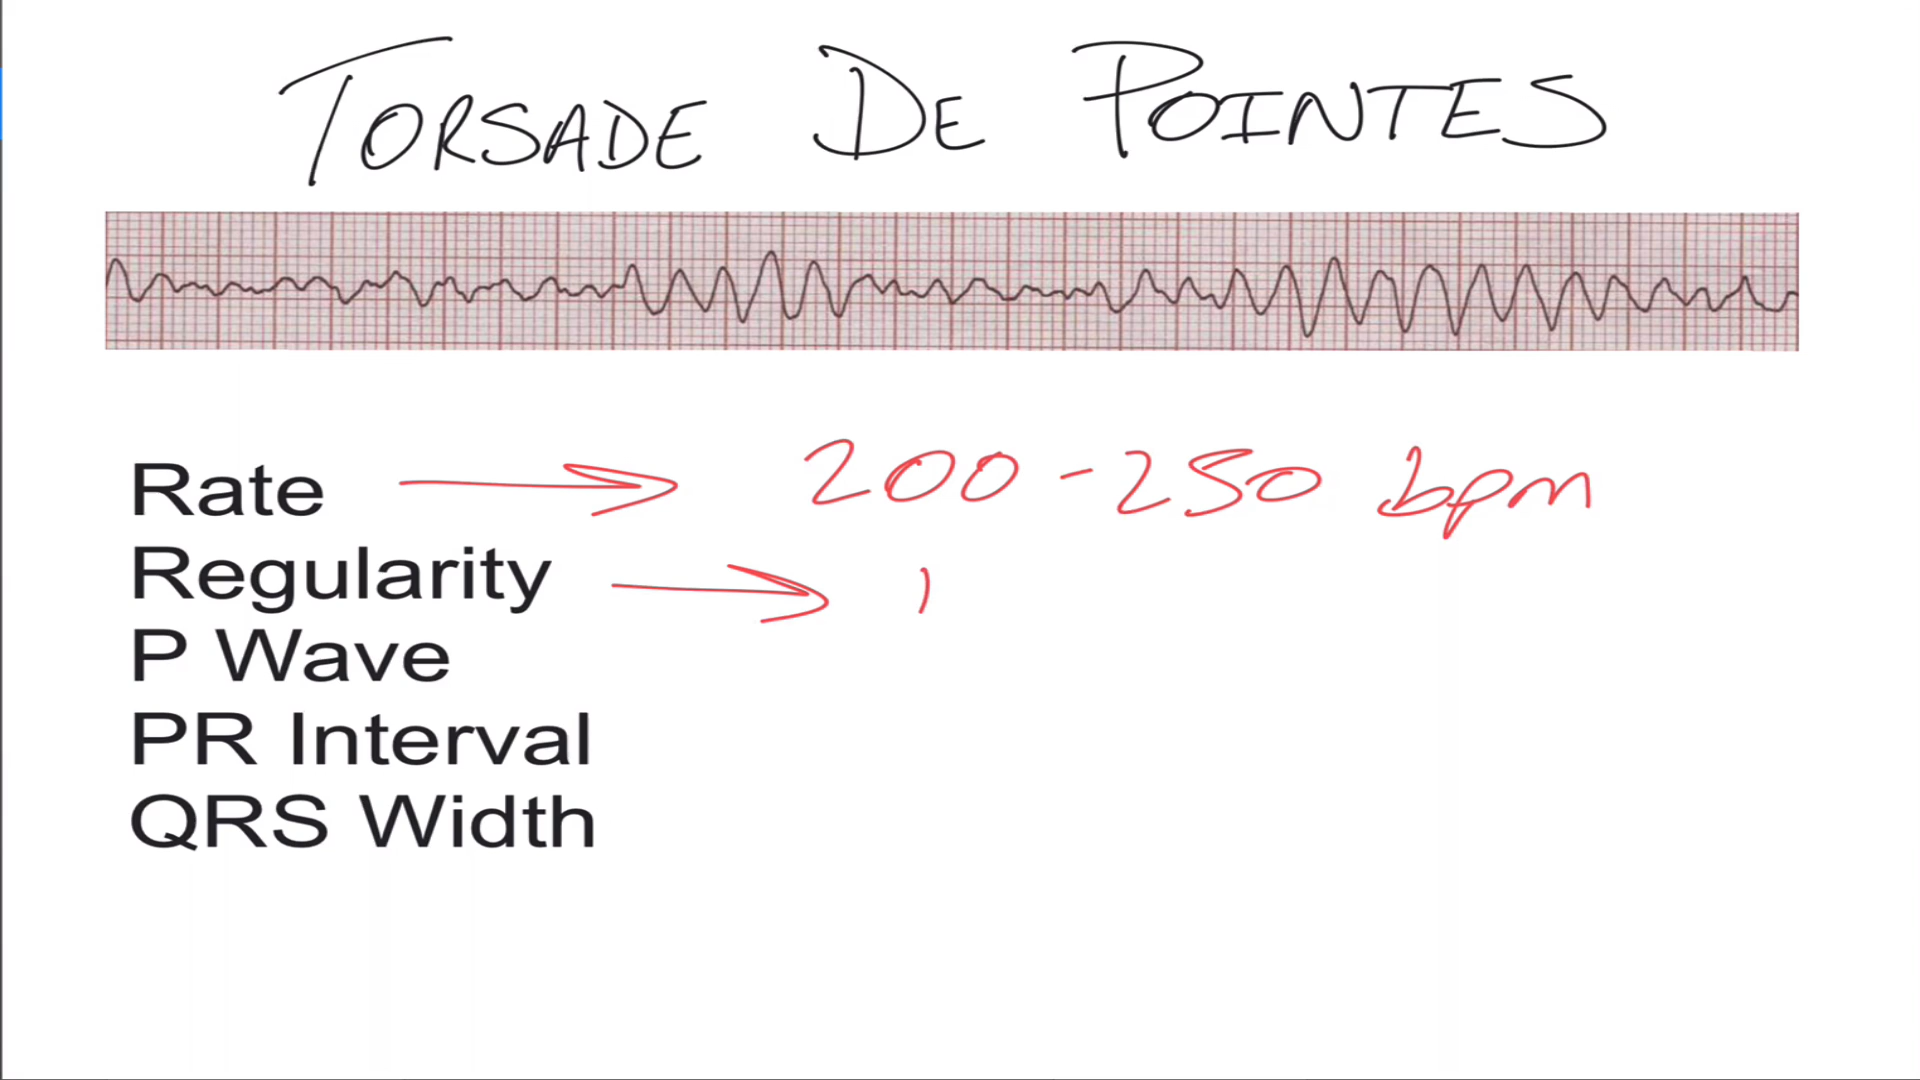 TORSADE DE POINTES
Rate → 200-250 bpm
Regularity →
P Wave
PR Interval
QRS Width